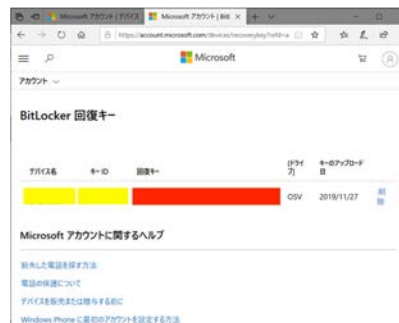 Microsoft アカウント | デバイス
Microsoft アカウント | Bit
https://account.microsoft.com/devices/recoverykey?refd=a
Microsoft
アカウント
BitLocker 回復キー
デバイス名
キー ID
回復キー
[ドライブ]
キーのアップロード日
OSV
2019/11/27
削除
Microsoft アカウントに関するヘルプ
紛失した電話を探す方法
電話の保護について
デバイスを販売または贈与する前に
Windows Phone に最初のアカウントを設定する方法